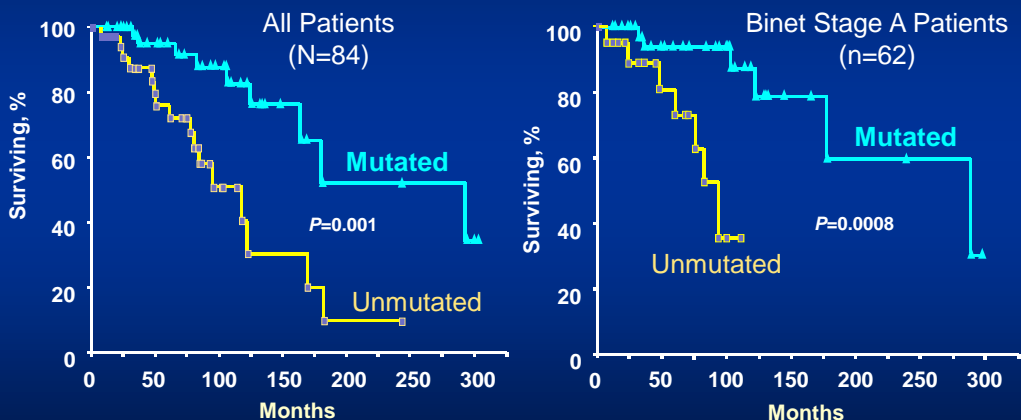 All Patients
(N=84)
Surviving, %
100
80
60
40
20
0
Mutated
P=0.001
Unmutated
0 50 100 150 200 250 300
Months
Binet Stage A Patients
(n=62)
Surviving, %
100
80
60
40
20
0
Mutated
P=0.0008
Unmutated
0 50 100 150 200 250 300
Months